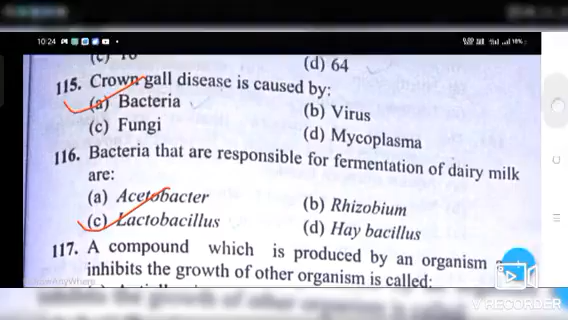 10:24
18%
(c) 16
(d) 64
115. Crown gall disease is caused by:
(a) Bacteria
(b) Virus
(c) Fungi
(d) Mycoplasma
116. Bacteria that are responsible for fermentation of dairy milk
are:
(a) Acetobacter
(b) Rhizobium
(c) Lactobacillus
(d) Hay bacillus
117. A compound which is produced by an organism
inhibits the growth of other organism is called:
V RECORDER